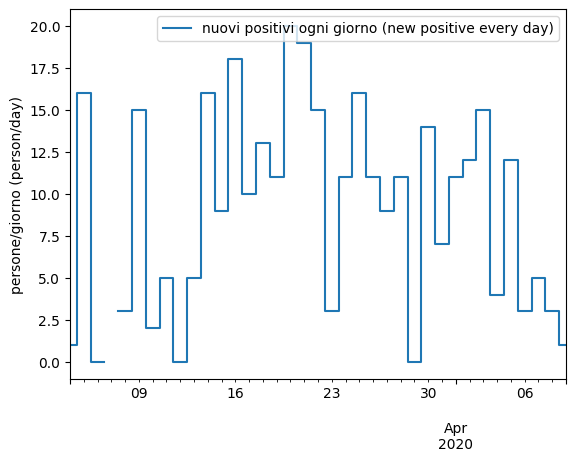 nuovi positivi ogni giorno (new positive every day)
persone/giorno (person/day)
20.0
17.5
15.0
12.5
10.0
7.5
5.0
2.5
0.0
09 16 23 30 06
Apr
2020